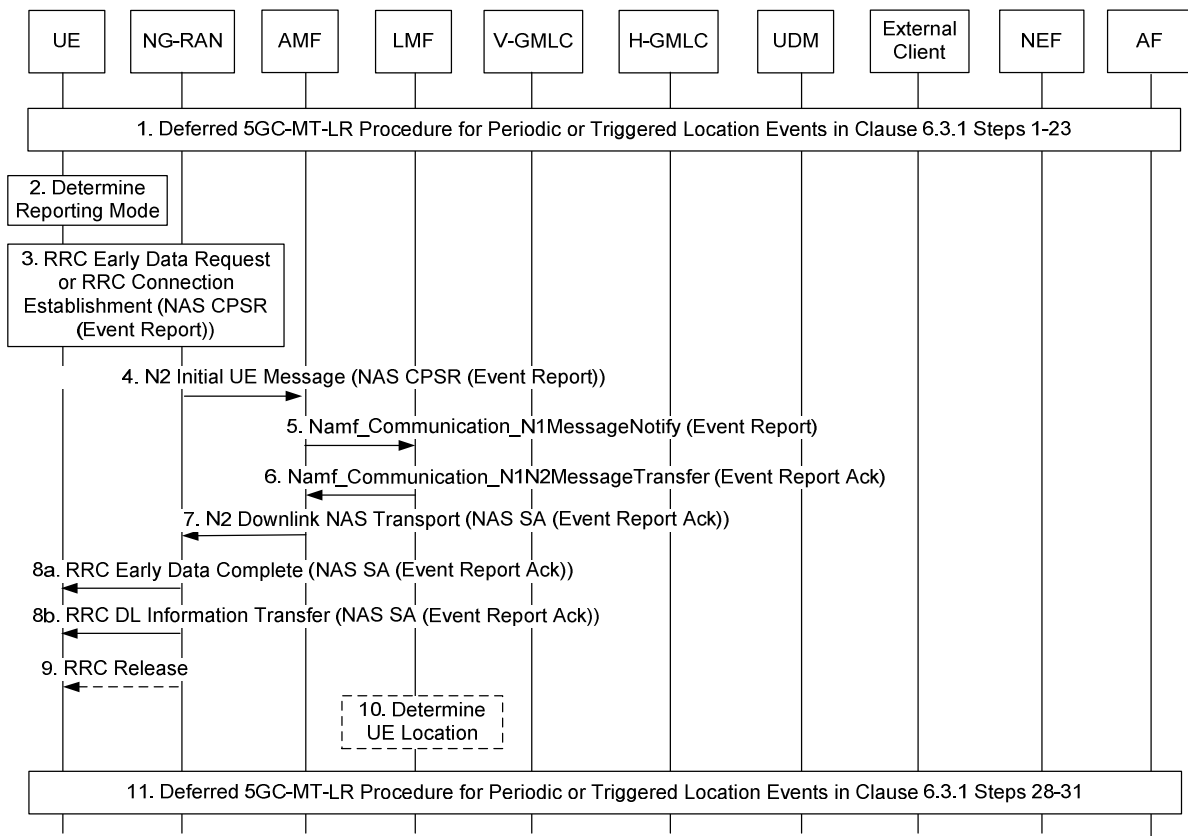 UE
NG-RAN
AMF
LMF
V-GMLC
H-GMLC
UDM
External
Client
NEF
AF
1. Deferred 5GC-MT-LR Procedure for Periodic or Triggered Location Events in Clause 6.3.1 Steps 1-23
2. Determine
Reporting Mode
3. RRC Early Data Request
or RRC Connection
Establishment (NAS CPSR
(Event Report))
4. N2 Initial UE Message (NAS CPSR (Event Report))
5. Namf_Communication_N1MessageNotify (Event Report)
6. Namf_Communication_N1N2MessageTransfer (Event Report Ack)
7. N2 Downlink NAS Transport (NAS SA (Event Report Ack))
8a. RRC Early Data Complete (NAS SA (Event Report Ack))
8b. RRC DL Information Transfer (NAS SA (Event Report Ack))
9. RRC Release
10. Determine
UE Location
11. Deferred 5GC-MT-LR Procedure for Periodic or Triggered Location Events in Clause 6.3.1 Steps 28-31